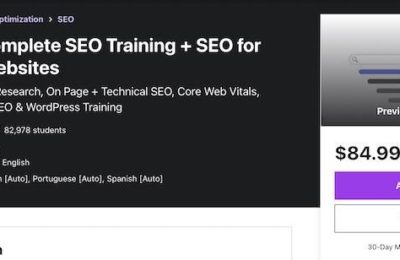 ptimization > SEO
mplete SEO Training + SEO for
ebsites
Research, On Page + Technical SEO, Core Web Vitals,
EO & WordPress Training
82,978 students
English
[Auto], Portuguese [Auto], Spanish [Auto]
Previ
$84.99
A
30-Day M